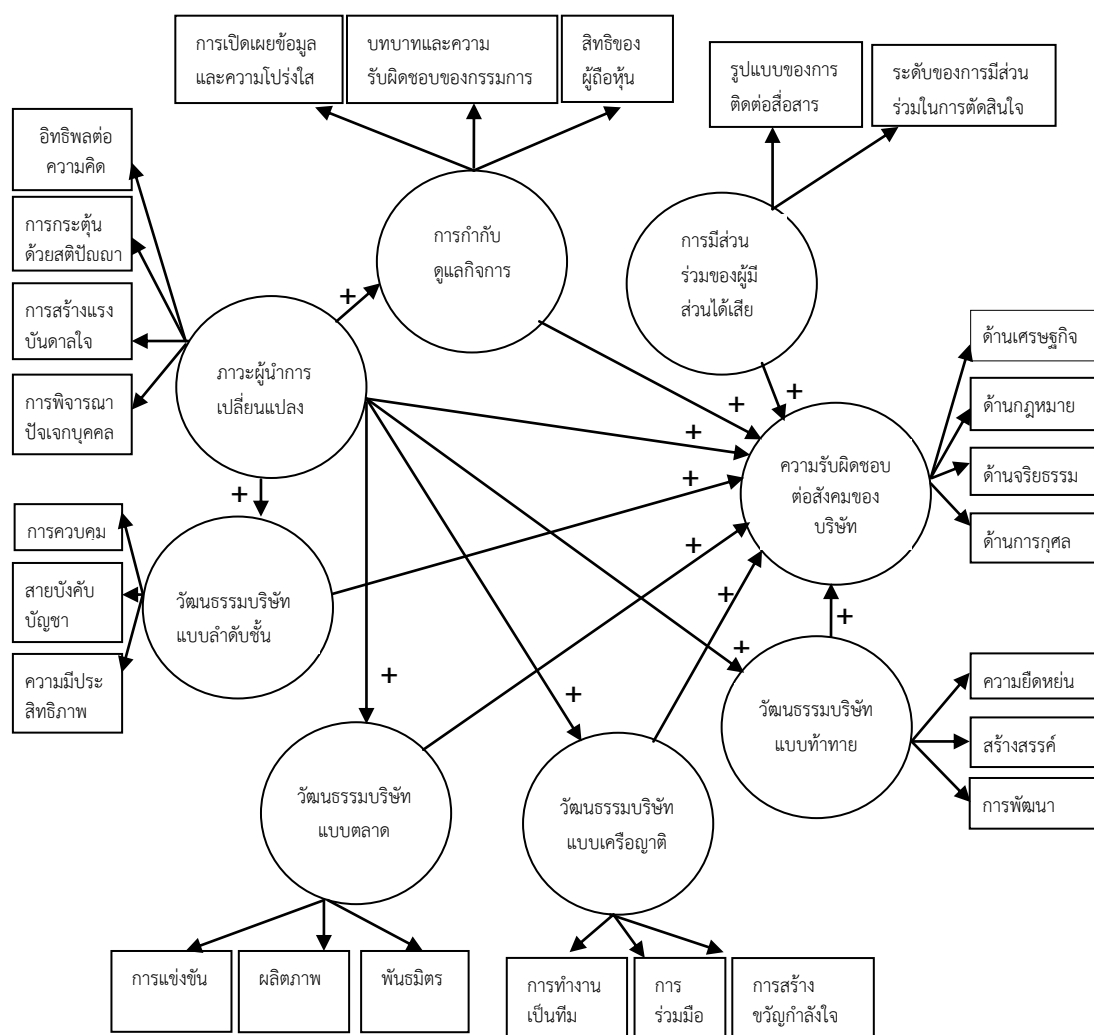 การเปิดเผยข้อมูล
และความโปร่งใส
บทบาทและความ
รับผิดชอบของกรรมการ
สิทธิของ
ผู้ถือหุ้น
รูปแบบของการ
ติดต่อสื่อสาร
ระดับของการมีส่วน
ร่วมในการตัดสินใจ
อิทธิพลต่อ
ความคิด
การกระตุ้น
ด้วยสติปัญญา
การสร้างแรง
บันดาลใจ
การพิจารณา
ปัจเจกบุคคล
การกำกับ
ดูแลกิจการ
การมีส่วน
ร่วมของผู้มี
ส่วนได้เสีย
+
ภาวะผู้นำการ
เปลี่ยนแปลง
+
+
+
ความรับผิดชอบ
ต่อสังคมของ
บริษัท
ด้านเศรษฐกิจ
ด้านกฎหมาย
ด้านจริยธรรม
ด้านการกุศล
+
+
+
+
+
+
+
+
การควบคุม
สายบังคับ
บัญชา
ความมีประ
สิทธิภาพ
วัฒนธรรมบริษัท
แบบลำดับชั้น
วัฒนธรรมบริษัท
แบบตลาด
วัฒนธรรมบริษัท
แบบเครือญาติ
วัฒนธรรมบริษัท
แบบท้าทาย
ความยืดหยุ่น
สร้างสรรค์
การพัฒนา
การแข่งขัน
ผลิตภาพ
พันธมิตร
การทำงาน
เป็นทีม
การ
ร่วมมือ
การสร้าง
ขวัญกำลังใจ